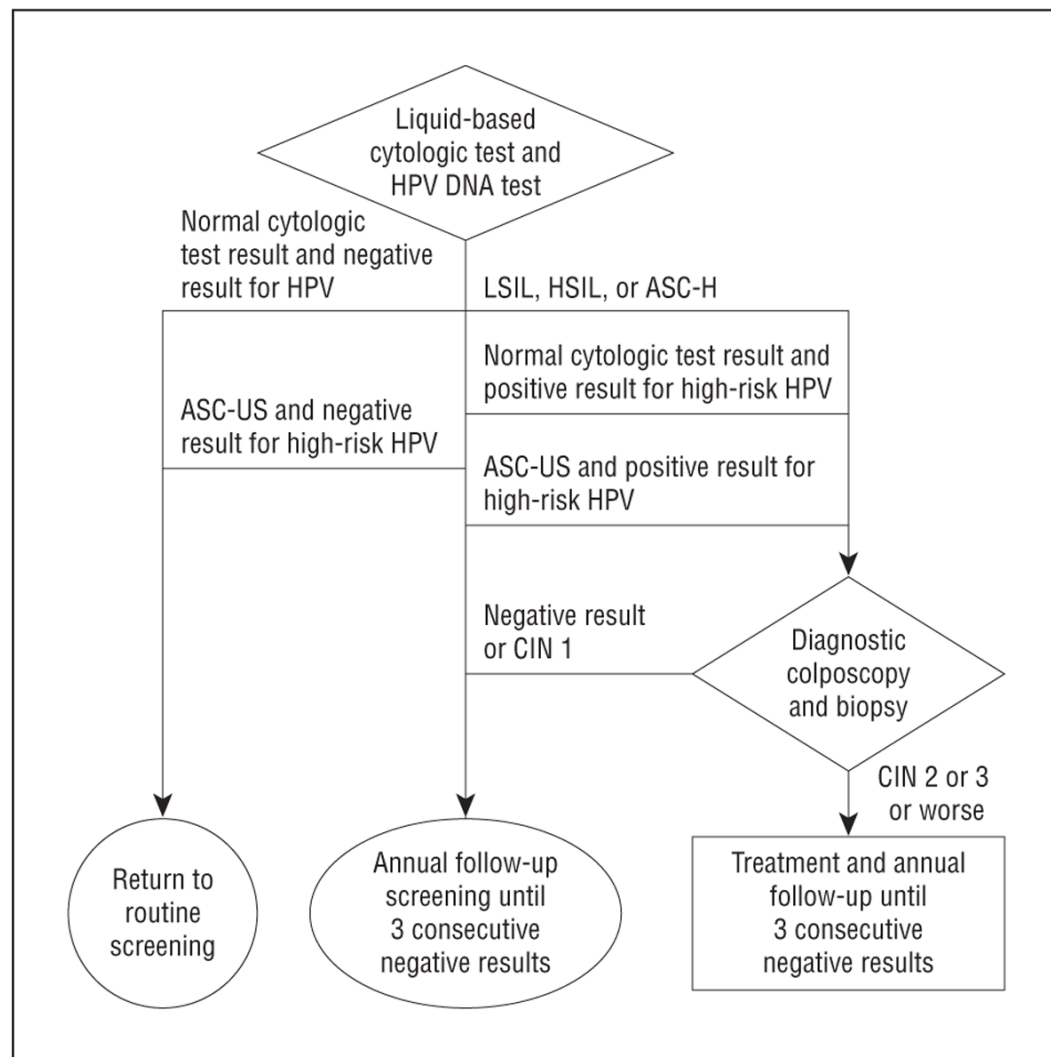 Liquid-based
cytologic test and
HPV DNA test
Normal cytologic
test result and negative
result for HPV
LSIL, HSIL, or ASC-H
Normal cytologic test result and
positive result for high-risk HPV
ASC-US and negative
result for high-risk HPV
ASC-US and positive result for
high-risk HPV
Negative result
or CIN 1
Diagnostic
colposcopy
and biopsy
CIN 2 or 3
or worse
Return to
routine
screening
Annual follow-up
screening until
3 consecutive
negative results
Treatment and annual
follow-up until
3 consecutive
negative results